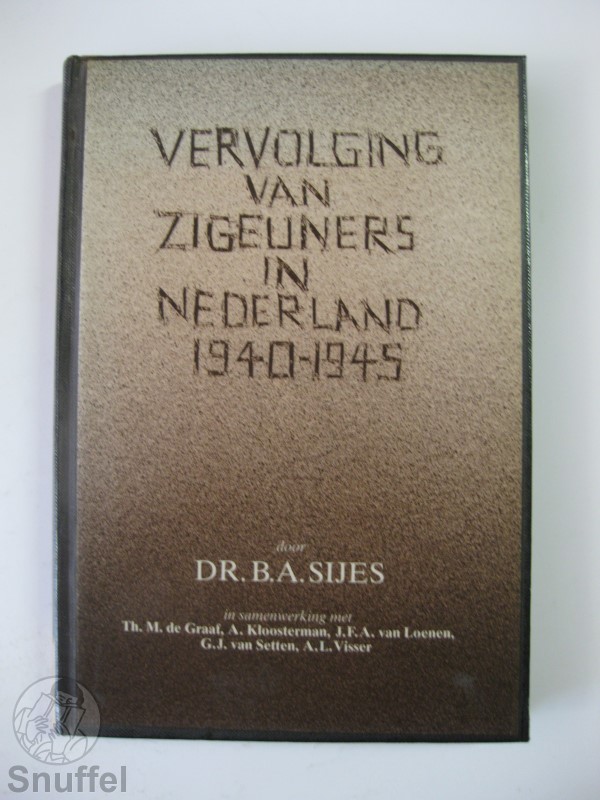 VERVOLGING
VAN
ZIGEUNERS
IN
NEDERLAND
1940-1945
door
DR. B.A. SIJES
in samenwerking met
Th. M. de Graaf, A. Kloosterman, J.F.A. van Loenen,
G.J. van Setten, A.L. Visser
Snuffel